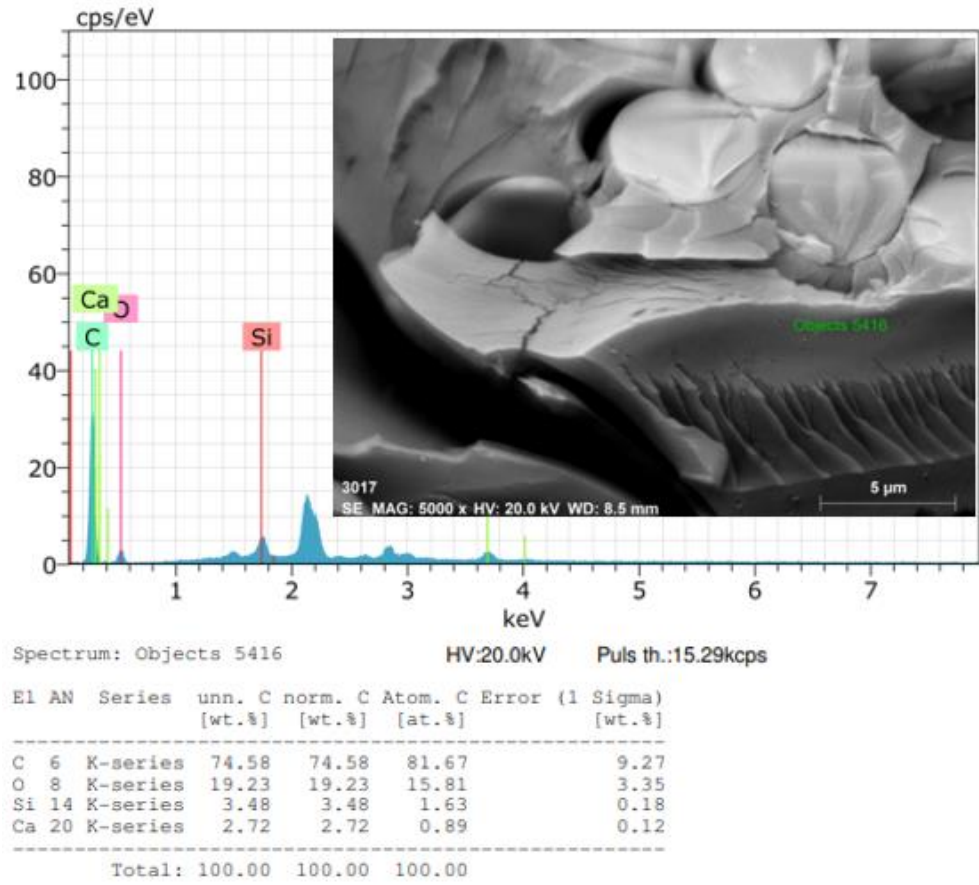 cps/eV
100
80
60
40
20
0
Ca
O
C
Si
Objects 5416
3017
SE MAG: 5000 x HV: 20.0 kV WD: 8.5 mm
5 µm
1 2 3 4 5 6 7
keV
Spectrum: Objects 5416 HV:20.0kV Puls th.:15.29kcps
El AN Series unn. C norm. C Atom. C Error (1 Sigma)
[wt.%] [wt.%] [at.%] [wt.%]
C 6 K-series 74.58 74.58 81.67 9.27
O 8 K-series 19.23 19.23 15.81 3.35
Si 14 K-series 3.48 3.48 1.63 0.18
Ca 20 K-series 2.72 2.72 0.89 0.12
Total: 100.00 100.00 100.00